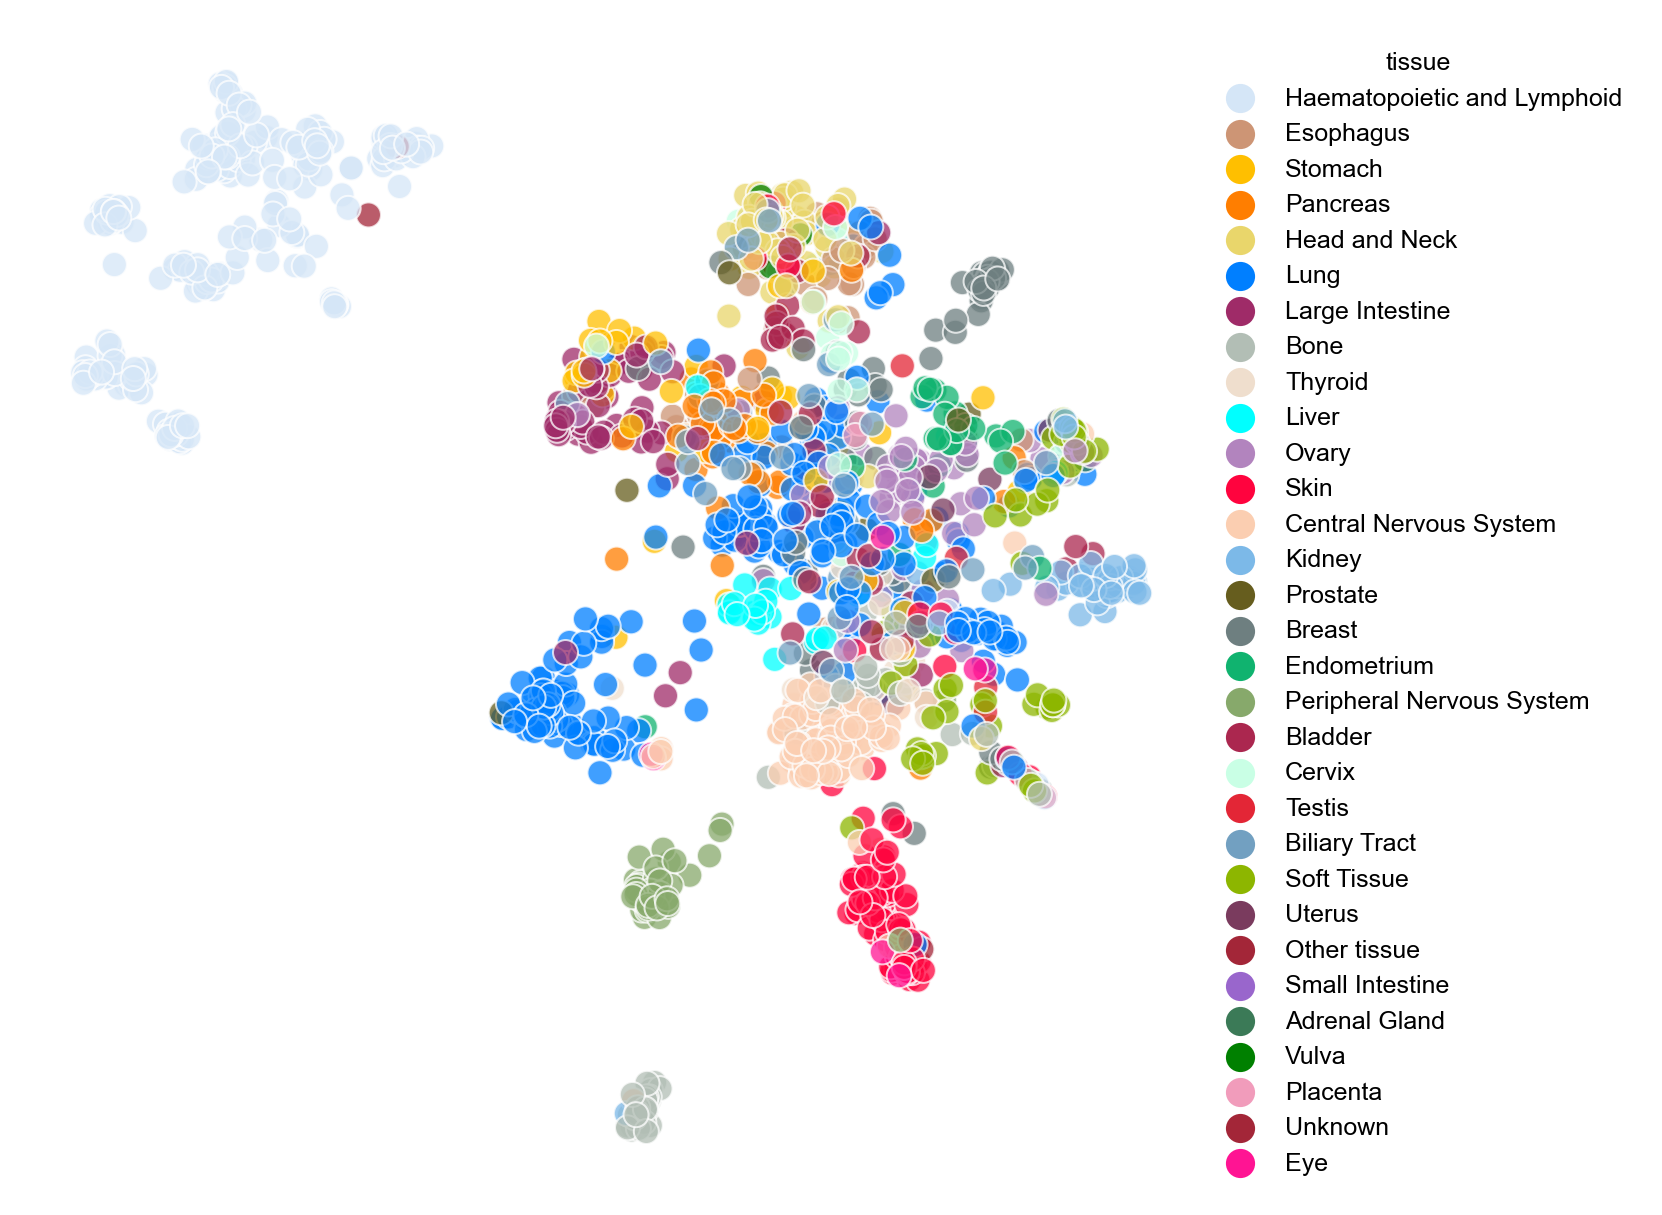 tissue
Haematopoietic and Lymphoid
Esophagus
Stomach
Pancreas
Head and Neck
Lung
Large Intestine
Bone
Thyroid
Liver
Ovary
Skin
Central Nervous System
Kidney
Prostate
Breast
Endometrium
Peripheral Nervous System
Bladder
Cervix
Testis
Biliary Tract
Soft Tissue
Uterus
Other tissue
Small Intestine
Adrenal Gland
Vulva
Placenta
Unknown
Eye